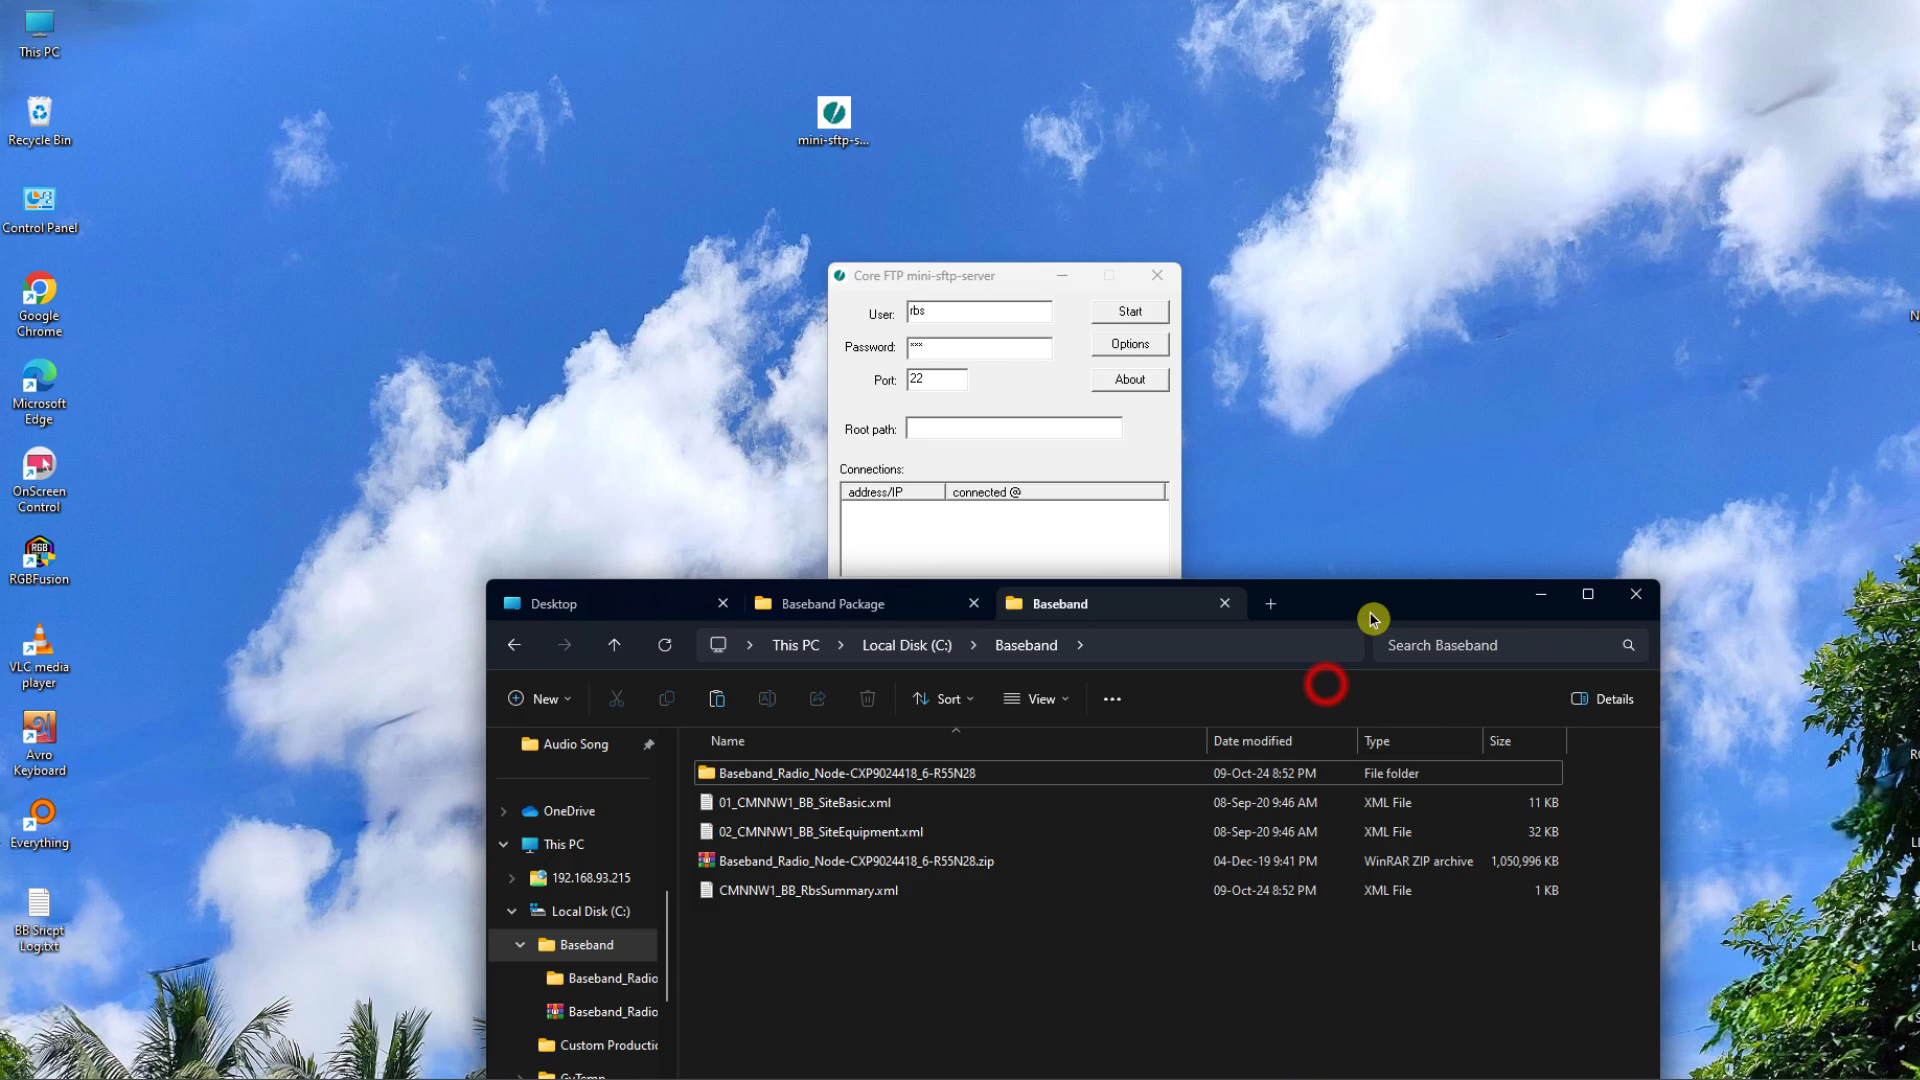 This PC
Recycle Bin
Control Panel
Google
Chrome
Microsoft
Edge
OnScreen
Control
RGB
RGBFusion
VLC media
player
Avro
Keyboard
Everything
BB Sricpt
Log.txt
mini-sftp-s...
Core FTP mini-sftp-server
User: rbs Start
Password: *** Options
Port: 22 About
Root path:
Connections:
address/IP connected @
Desktop Baseband Package Baseband
This PC Local Disk (C:) Baseband Search Baseband
New Sort View Details
Audio Song
OneDrive
This PC
192.168.93.215
Local Disk (C:)
Baseband
Baseband_Radio
Baseband_Radio
Custom Productio
GvTemp
Name Date modified Type Size
Baseband_Radio_Node-CXP9024418_6-R55N28 09-Oct-24 8:52 PM File folder
01_CMNNW1_BB_SiteBasic.xml 08-Sep-20 9:46 AM XML File 11 KB
02_CMNNW1_BB_SiteEquipment.xml 08-Sep-20 9:46 AM XML File 32 KB
Baseband_Radio_Node-CXP9024418_6-R55N28.zip 04-Dec-19 9:41 PM WinRAR ZIP archive 1,050,996 KB
CMNNW1_BB_RbsSummary.xml 09-Oct-24 8:52 PM XML File 1 KB